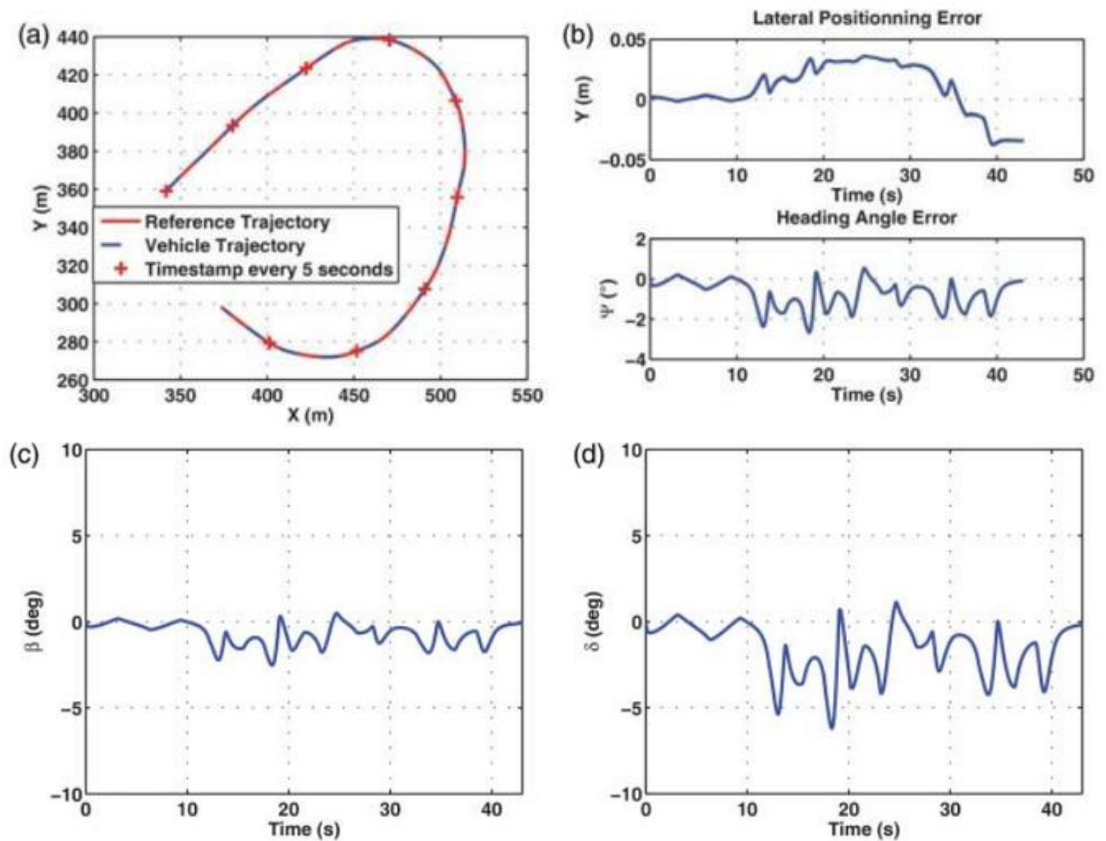 (a)
440
420
400
380
360
340
320
300
280
260
Y (m)
Reference Trajectory
Vehicle Trajectory
Timestamp every 5 seconds
300 350 400 450 500 550
X (m)
(b)
Lateral Positionning Error
0.05
0
−0.05
Y (m)
0 10 20 30 40 50
Time (s)
Heading Angle Error
2
0
−2
−4
Ψ (°)
0 10 20 30 40 50
Time (s)
(c)
10
5
0
−5
−10
β (deg)
0 10 20 30 40
Time (s)
(d)
10
5
0
−5
−10
δ (deg)
0 10 20 30 40
Time (s)